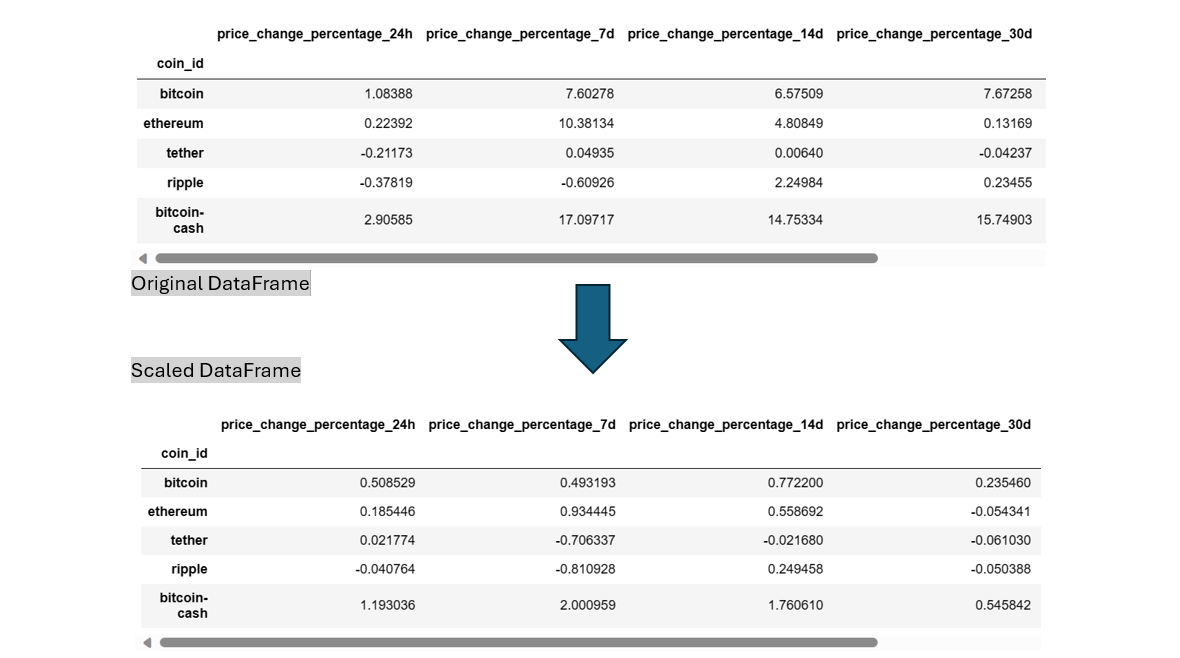 price_change_percentage_24h price_change_percentage_7d price_change_percentage_14d price_change_percentage_30d
coin_id
bitcoin 1.08388 7.60278 6.57509 7.67258
ethereum 0.22392 10.38134 4.80849 0.13169
tether -0.21173 0.04935 0.00640 -0.04237
ripple -0.37819 -0.60926 2.24984 0.23455
bitcoin-
cash 2.90585 17.09717 14.75334 15.74903
Original DataFrame
Scaled DataFrame
price_change_percentage_24h price_change_percentage_7d price_change_percentage_14d price_change_percentage_30d
coin_id
bitcoin 0.508529 0.493193 0.772200 0.235460
ethereum 0.185446 0.934445 0.558692 -0.054341
tether 0.021774 -0.706337 -0.021680 -0.061030
ripple -0.040764 -0.810928 0.249458 -0.050388
bitcoin-
cash 1.193036 2.000959 1.760610 0.545842